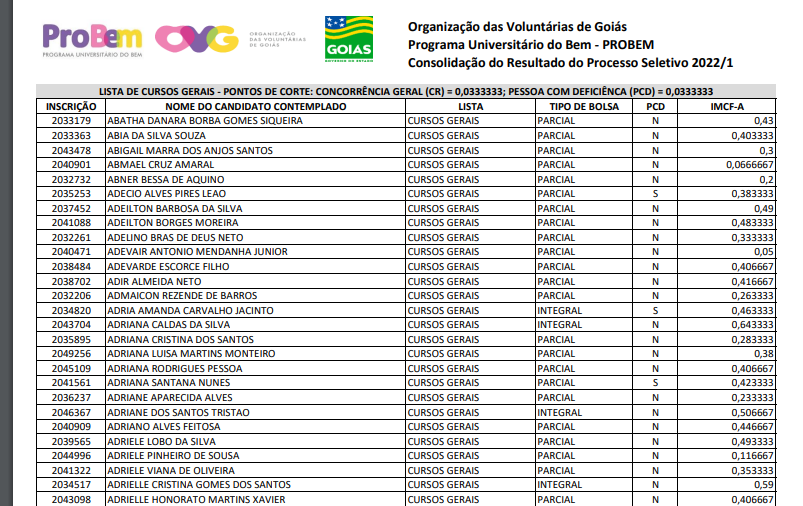 ProBem
PROGRAMA UNIVERSITÁRIO DO BEM
OVG
ORGANIZAÇÃO
DAS VOLUNTÁRIAS
DE GOIÁS
GOIÁS
GOVERNO DO ESTADO
Organização das Voluntárias de Goiás
Programa Universitário do Bem - PROBEM
Consolidação do Resultado do Processo Seletivo 2022/1
LISTA DE CURSOS GERAIS - PONTOS DE CORTE: CONCORRÊNCIA GERAL (CR) = 0,0333333; PESSOA COM DEFICIÊNCA (PCD) = 0,0333333
INSCRIÇÃO NOME DO CANDIDATO CONTEMPLADO LISTA TIPO DE BOLSA PCD IMCF-A
2033179 ABATHA DANARA BORBA GOMES SIQUEIRA CURSOS GERAIS PARCIAL N 0,43
2033363 ABIA DA SILVA SOUZA CURSOS GERAIS PARCIAL N 0,403333
2043478 ABIGAIL MARRA DOS ANJOS SANTOS CURSOS GERAIS PARCIAL N 0,3
2040901 ABMAEL CRUZ AMARAL CURSOS GERAIS PARCIAL N 0,0666667
2032732 ABNER BESSA DE AQUINO CURSOS GERAIS PARCIAL N 0,2
2035253 ADECIO ALVES PIRES LEAO CURSOS GERAIS PARCIAL S 0,383333
2037452 ADEILTON BARBOSA DA SILVA CURSOS GERAIS PARCIAL N 0,49
2041088 ADEILTON BORGES MOREIRA CURSOS GERAIS PARCIAL N 0,483333
2032261 ADELINO BRAS DE DEUS NETO CURSOS GERAIS PARCIAL N 0,333333
2040471 ADEVAIR ANTONIO MENDANHA JUNIOR CURSOS GERAIS PARCIAL N 0,05
2038484 ADEVARDE ESCORCE FILHO CURSOS GERAIS PARCIAL N 0,406667
2038702 ADIR ALMEIDA NETO CURSOS GERAIS PARCIAL N 0,416667
2032206 ADMAICON REZENDE DE BARROS CURSOS GERAIS PARCIAL N 0,263333
2034820 ADRIA AMANDA CARVALHO JACINTO CURSOS GERAIS INTEGRAL S 0,463333
2043704 ADRIANA CALDAS DA SILVA CURSOS GERAIS INTEGRAL N 0,643333
2035895 ADRIANA CRISTINA DOS SANTOS CURSOS GERAIS PARCIAL N 0,283333
2049256 ADRIANA LUISA MARTINS MONTEIRO CURSOS GERAIS PARCIAL N 0,38
2045109 ADRIANA RODRIGUES PESSOA CURSOS GERAIS PARCIAL N 0,406667
2041561 ADRIANA SANTANA NUNES CURSOS GERAIS PARCIAL S 0,423333
2036237 ADRIANE APARECIDA ALVES CURSOS GERAIS PARCIAL N 0,233333
2046367 ADRIANE DOS SANTOS TRISTAO CURSOS GERAIS INTEGRAL N 0,506667
2040909 ADRIANO ALVES FEITOSA CURSOS GERAIS PARCIAL N 0,446667
2039565 ADRIELE LOBO DA SILVA CURSOS GERAIS PARCIAL N 0,493333
2044996 ADRIELE PINHEIRO DE SOUSA CURSOS GERAIS PARCIAL N 0,116667
2041322 ADRIELE VIANA DE OLIVEIRA CURSOS GERAIS PARCIAL N 0,353333
2034517 ADRIELLE CRISTINA GOMES DOS SANTOS CURSOS GERAIS INTEGRAL N 0,59
2043098 ADRIELLE HONORATO MARTINS XAVIER CURSOS GERAIS PARCIAL N 0,406667